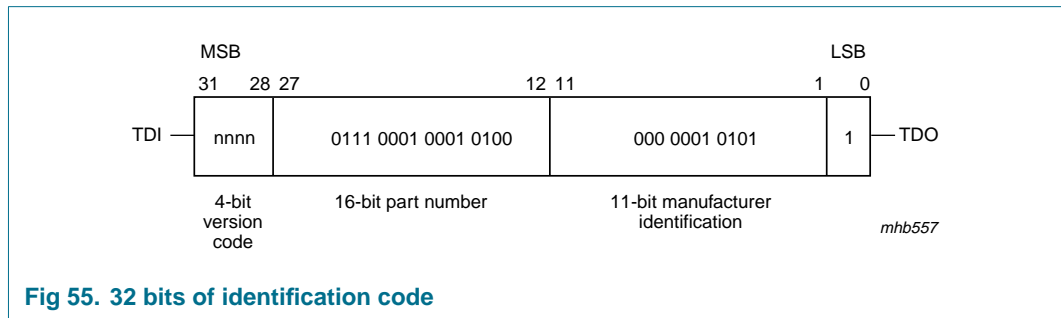 MSB LSB
31 28 27 12 11 1 0
TDI nnnn 0111 0001 0001 0100 000 0001 0101 1 TDO
4-bit 16-bit part number 11-bit manufacturer
version identification
code
mhb557
Fig 55. 32 bits of identification code